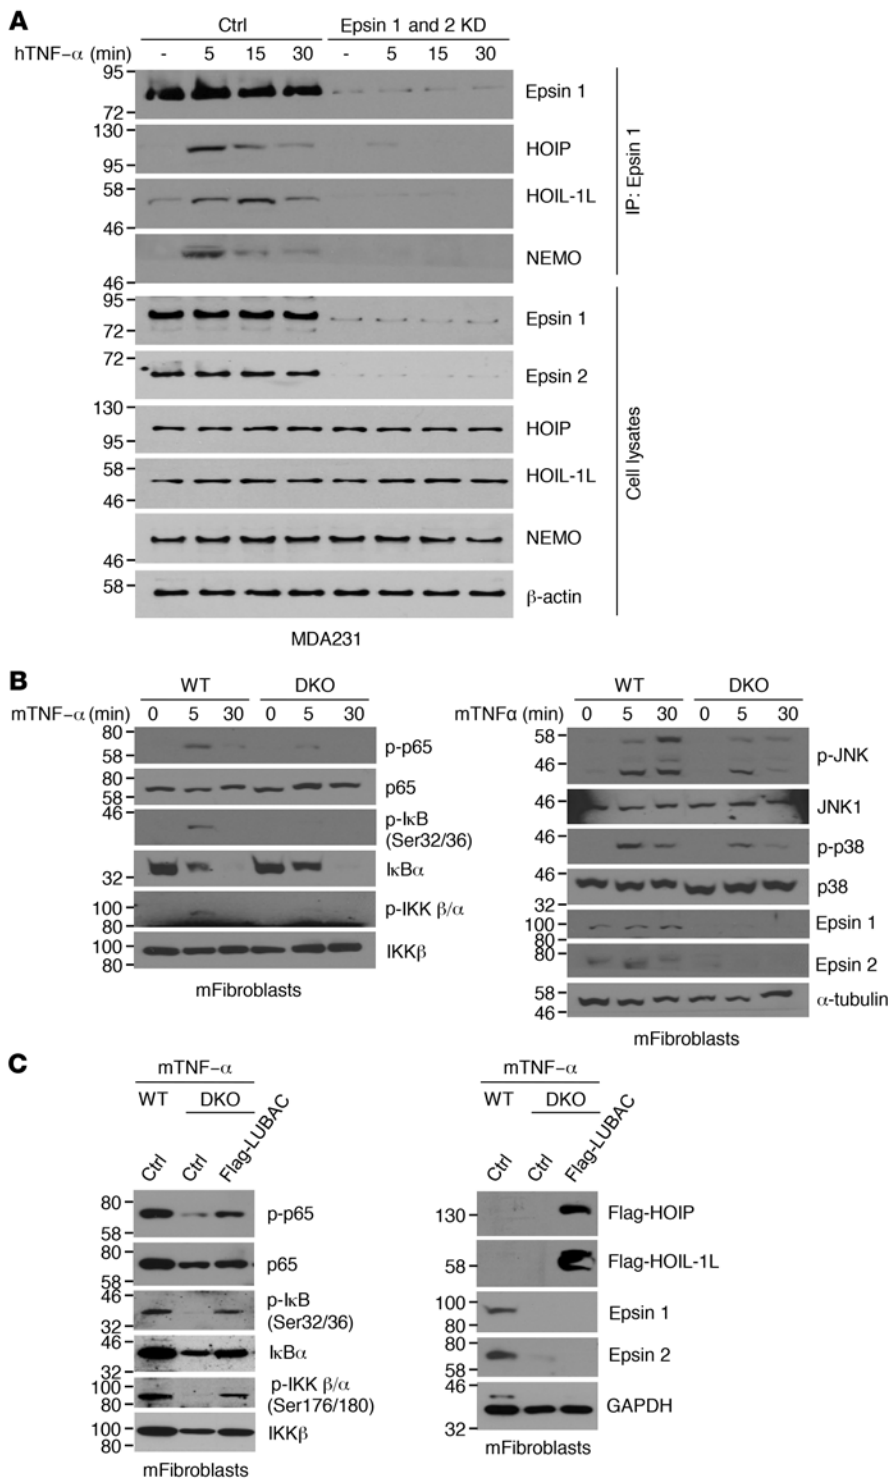 A
Ctrl Epsin 1 and 2 KD
hTNF-α (min) - 5 15 30 - 5 15 30
95
72
Epsin 1
130
95
HOIP
58
46
HOIL-1L
46
NEMO
IP: Epsin 1
95
72
Epsin 1
72
Epsin 2
130
95
HOIP
58
46
HOIL-1L
46
NEMO
58
β-actin
Cell lysates
MDA231
B
WT DKO
mTNF-α (min) 0 5 30 0 5 30
80
58
p-p65
80
58
p65
46
p-IκB
(Ser32/36)
32
IκBα
100
80
p-IKK β/α
100
80
IKKβ
mFibroblasts
WT DKO
mTNFα (min) 0 5 30 0 5 30
58
46
p-JNK
46
JNK1
46
p-p38
46
32
p38
100
80
Epsin 1
80
Epsin 2
58
46
α-tubulin
mFibroblasts
C
mTNF-α
WT DKO
Ctrl Ctrl Flag-LUBAC
80
58
p-p65
80
58
p65
46
32
p-IκB
(Ser32/36)
46
32
IκBα
100
80
p-IKK β/α
(Ser176/180)
100
80
IKKβ
mFibroblasts
mTNF-α
WT DKO
Ctrl Ctrl Flag-LUBAC
130
Flag-HOIP
58
Flag-HOIL-1L
100
80
Epsin 1
80
58
Epsin 2
46
32
GAPDH
mFibroblasts